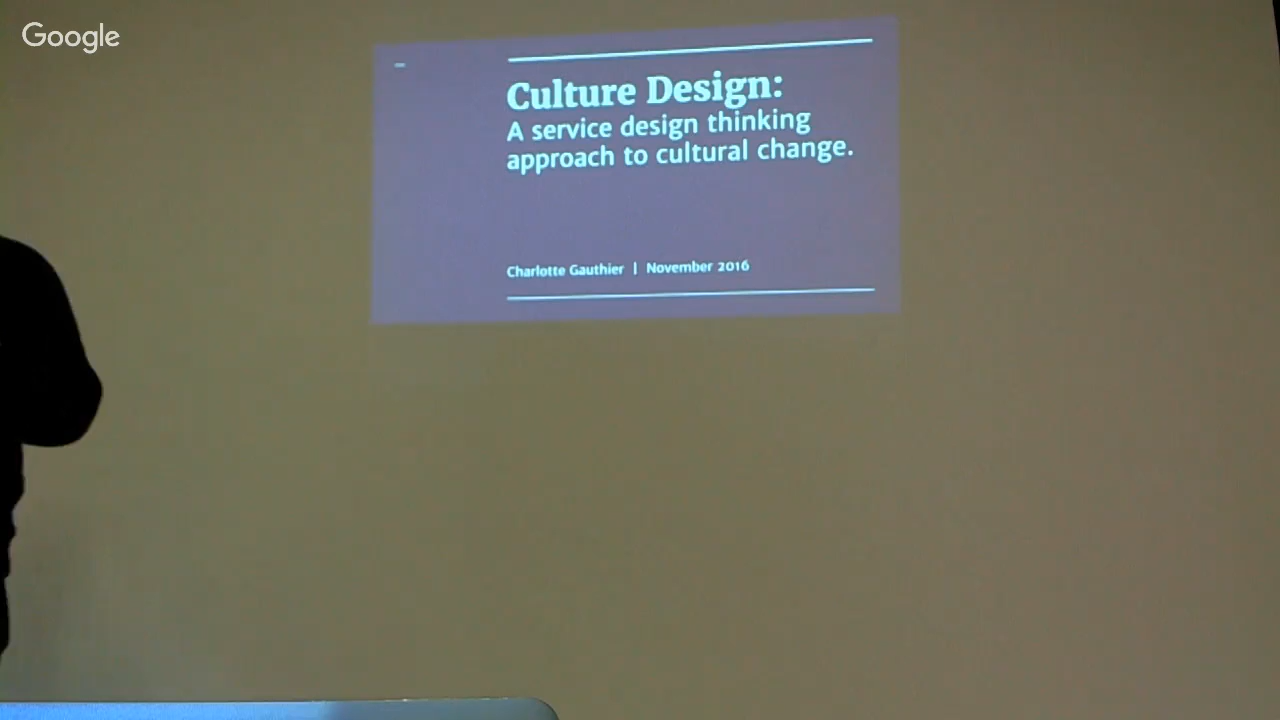 Google
Culture Design:
A service design thinking
approach to cultural change.
Charlotte Gauthier | November 2016